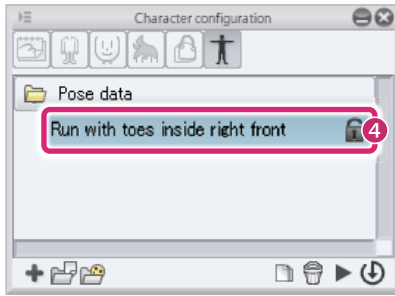 Character configuration
Pose data
Run with toes inside right front
4